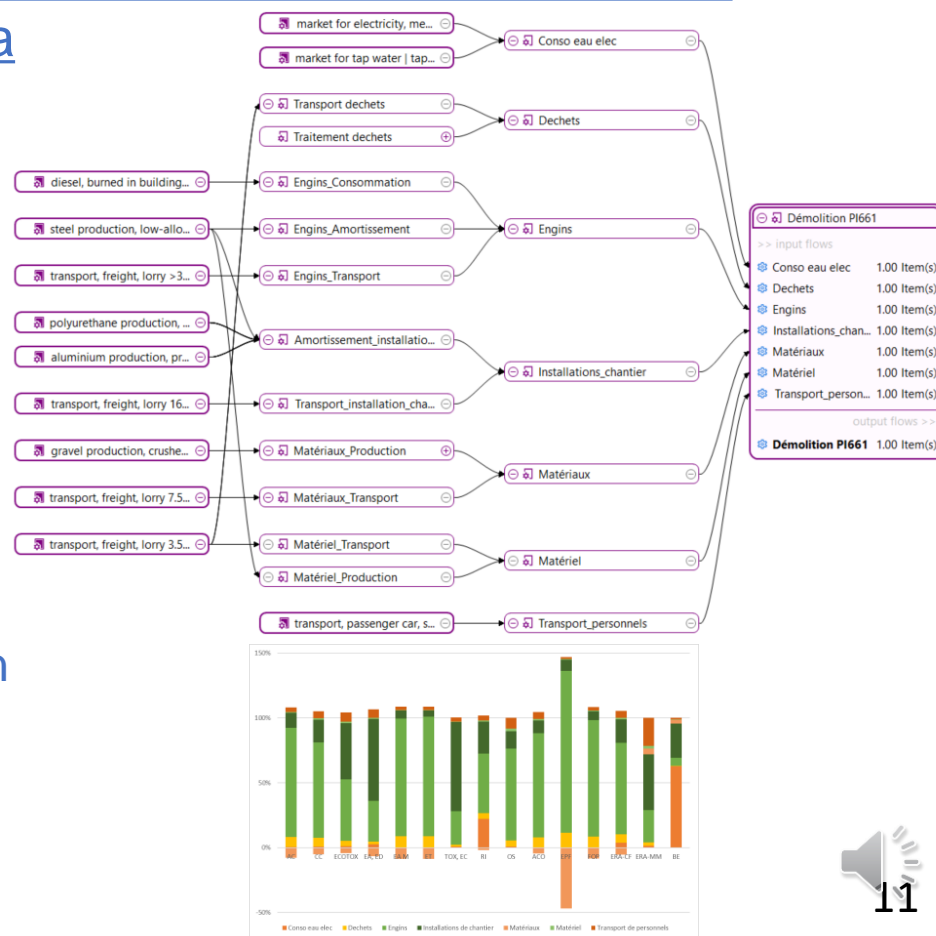 a
market for electricity, me...
market for tap water | tap...
Conso eau elec
Transport dechets
Traitement dechets
Dechets
diesel, burned in building...
Engins_Consommation
steel production, low-allo...
Engins_Amortissement
Engins
transport, freight, lorry >3...
Engins_Transport
polyurethane production, ...
aluminium production, pr...
Amortissement_installatio...
Installations_chantier
transport, freight, lorry 16...
Transport_installation_cha...
gravel production, crushe...
Matériaux_Production
Matériaux
transport, freight, lorry 7.5...
Matériaux_Transport
transport, freight, lorry 3.5...
Matériel_Transport
Matériel
Matériel_Production
transport, passenger car, s...
Transport_personnels
Démolition PI661
>> input flows
Conso eau elec 1.00 Item(s)
Dechets 1.00 Item(s)
Engins 1.00 Item(s)
Installations_chan... 1.00 Item(s)
Matériaux 1.00 Item(s)
Matériel 1.00 Item(s)
Transport_person... 1.00 Item(s)
output flows >>
Démolition PI661 1.00 Item(s)
n
150%
100%
50%
0%
-50%
AC CC ECOTOX EA, ED EA-M ET TOX, EC RI OS ACO EPF FOP ERA-CF ERA-MM BE
Conso eau elec Dechets Engins Installations de chantier Matériaux Matériel Transport de personnels
11